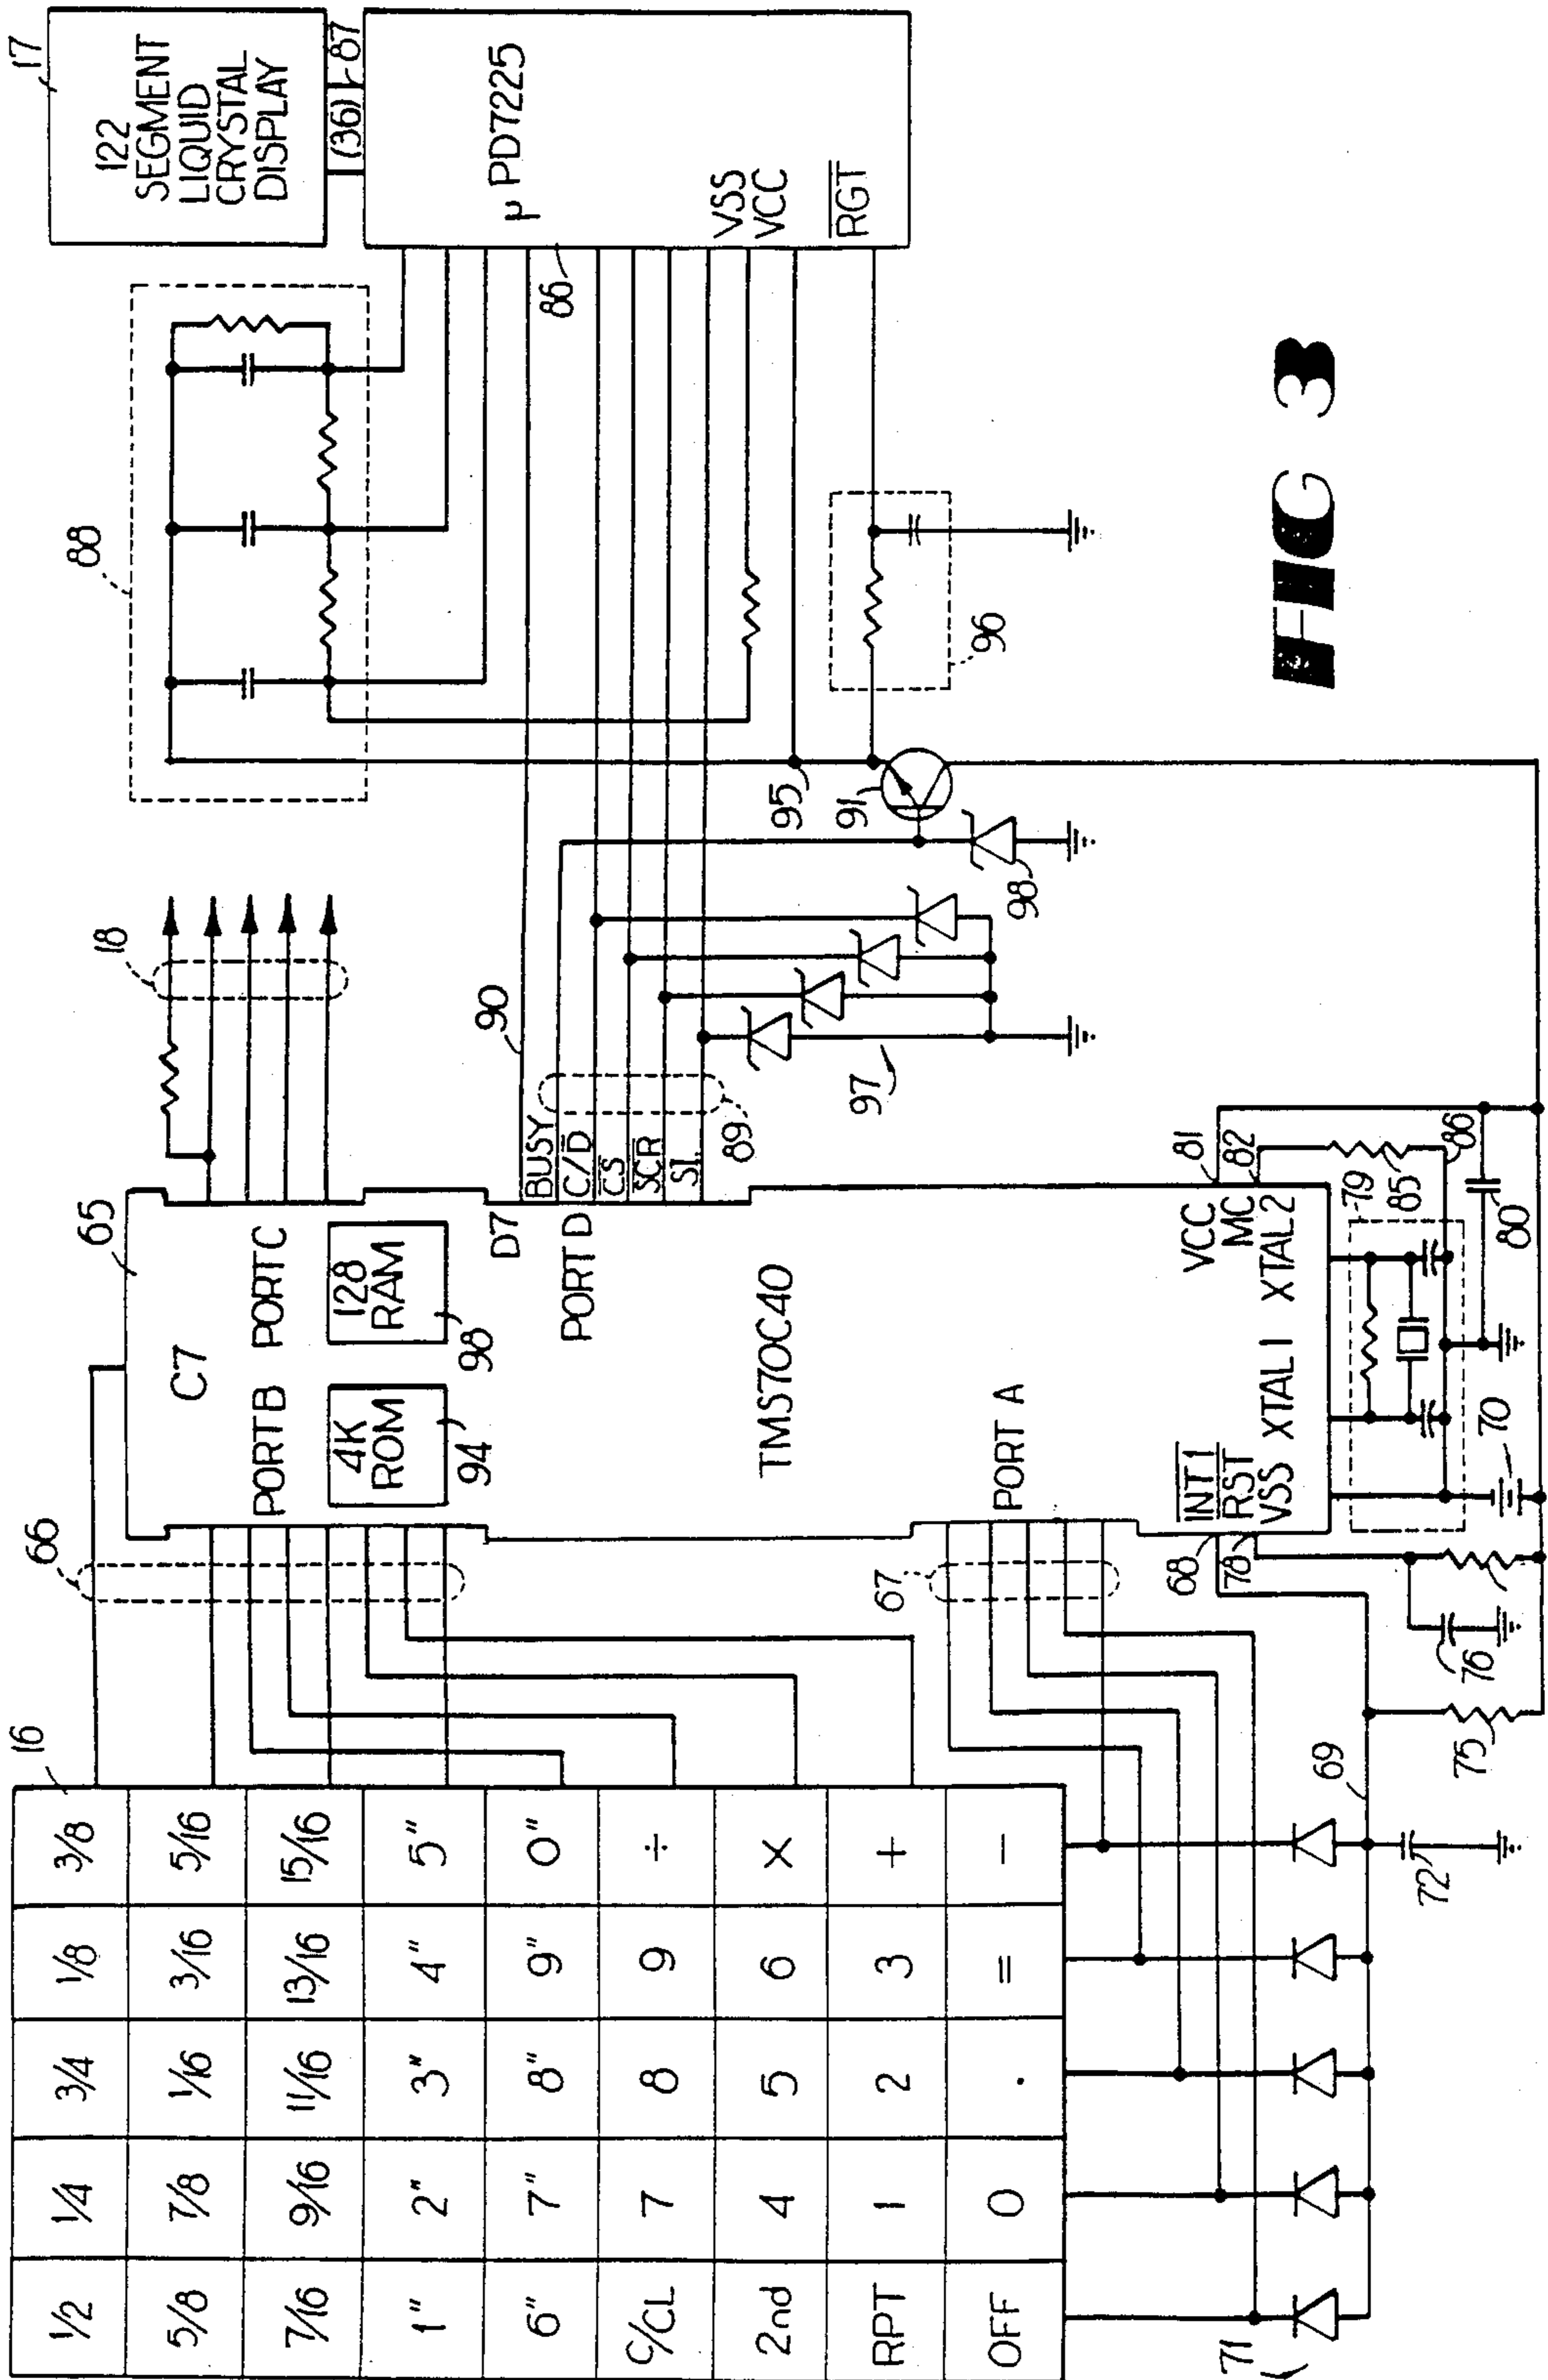 1/2 1/4 3/4 1/8 3/8
5/8 7/8 1/16 3/16 5/16
7/16 9/16 11/16 13/16 15/16
1" 2" 3" 4" 5"
6" 7" 8" 9" 0"
C/CL 7 8 9 ÷
2nd 4 5 6 ×
RPT 1 2 3 +
OFF 0 . = −
16
66
67
71
69
72
75
76
68
78
65
C7
PORT B PORT C
4K
ROM
94
128
RAM
98
D7
PORT D
TMS70C40
PORT A
INT1
RST
VSS
XTAL1 XTAL2
VCC
MC
81
82
79
85
86
80
70
18
90
BUSY
C/D
CS
SCR
SI
89
97
98
91
95
96
88
86
µPD7225
VSS
VCC
RGT
(36)
87
17
122
SEGMENT
LIQUID
CRYSTAL
DISPLAY
FIG 3